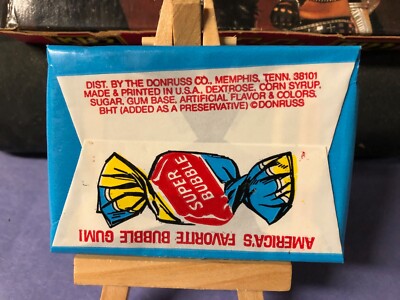 DIST. BY THE DONRUSS CO., MEMPHIS, TENN. 38101
MADE & PRINTED IN U.S.A., DEXTROSE, CORN SYRUP,
SUGAR, GUM BASE, ARTIFICIAL FLAVOR & COLORS.
BHT (ADDED AS A PRESERVATIVE) ©DONRUSS
SUPER
BUBBLE
AMERICA'S FAVORITE BUBBLE GUM!